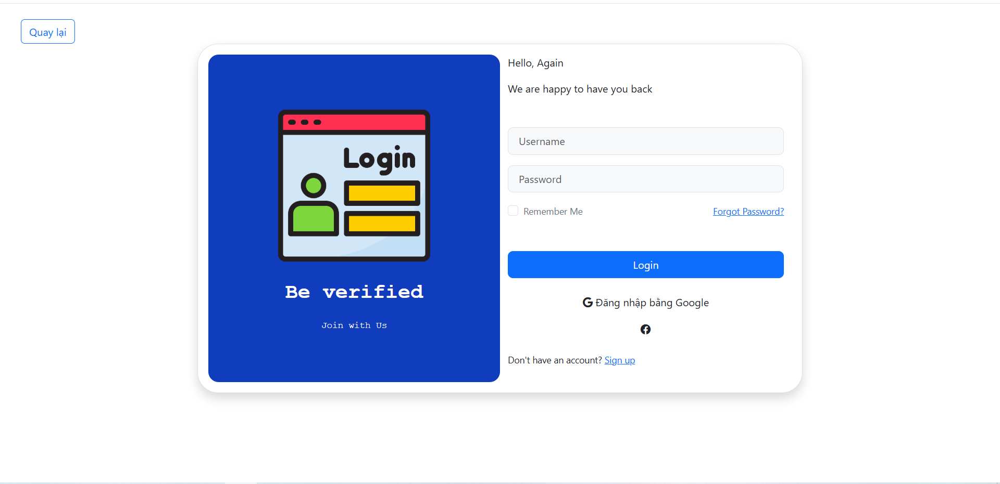 Quay lại
Login
Be verified
Join with Us
Hello, Again
We are happy to have you back
Username
Password
Remember Me
Forgot Password?
Login
Đăng nhập bằng Google
Don't have an account? Sign up